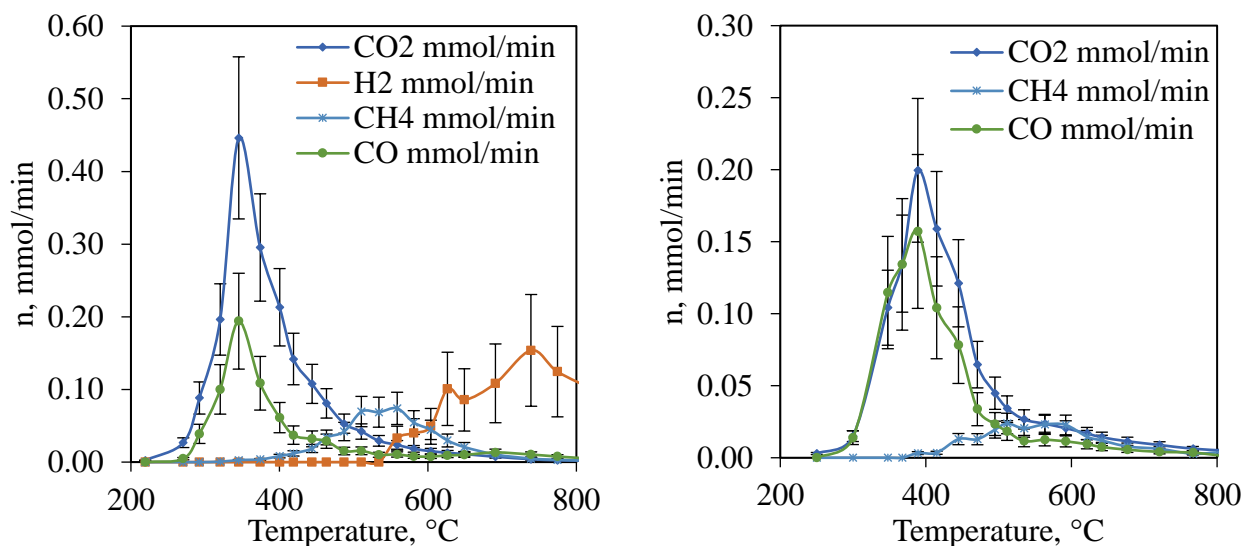 n, mmol/min
0.60
0.50
0.40
0.30
0.20
0.10
0.00
CO2 mmol/min
H2 mmol/min
CH4 mmol/min
CO mmol/min
200
400
600
800
Temperature, °C
n, mmol/min
0.30
0.25
0.20
0.15
0.10
0.05
0.00
CO2 mmol/min
CH4 mmol/min
CO mmol/min
200
400
600
800
Temperature, °C